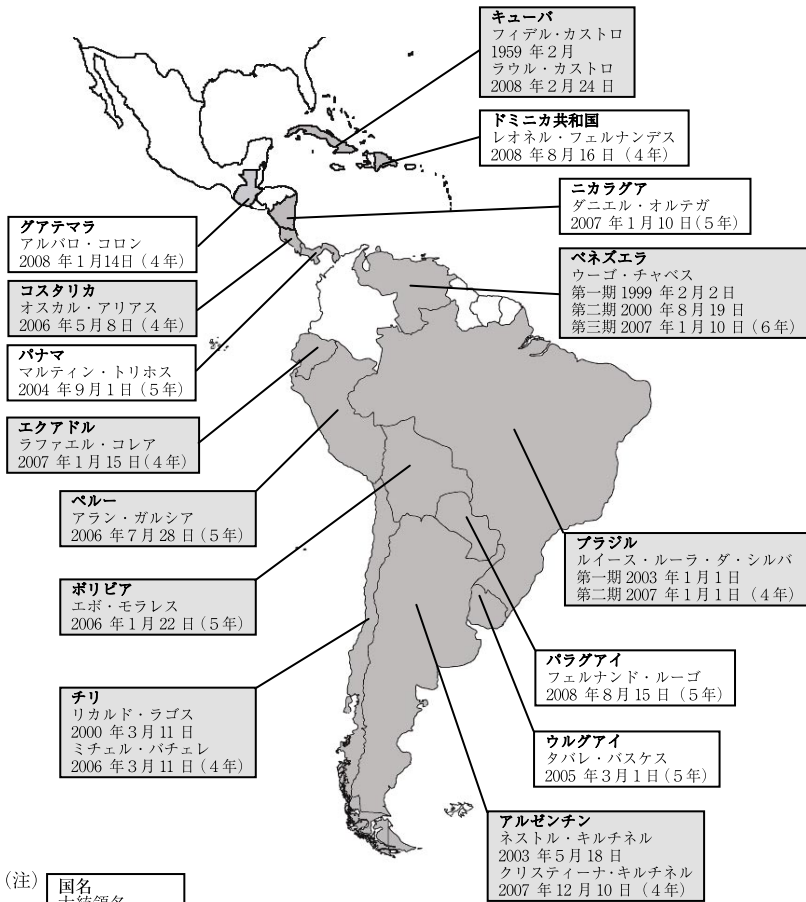 キューバ
フィデル・カストロ
1959 年2月
ラウル・カストロ
2008 年2月 24 日
ドミニカ共和国
レオネル・フェルナンデス
2008 年8月 16 日（4年）
ニカラグア
ダニエル・オルテガ
2007 年1月 10 日（5年）
グアテマラ
アルバロ・コロン
2008 年1月14日（4年）
ベネズエラ
ウーゴ・チャベス
第一期 1999 年2月2日
第二期 2000 年8月 19 日
第三期 2007 年1月 10 日（6年）
コスタリカ
オスカル・アリアス
2006 年5月8日（4年）
パナマ
マルティン・トリホス
2004 年9月1日（5年）
エクアドル
ラファエル・コレア
2007 年1月 15 日（4年）
ペルー
アラン・ガルシア
2006 年7月 28 日（5年）
ブラジル
ルイース・ルーラ・ダ・シルバ
第一期 2003 年1月1日
第二期 2007 年1月1日（4年）
ボリビア
エボ・モラレス
2006 年1月 22 日（5年）
パラグアイ
フェルナンド・ルーゴ
2008 年8月 15 日（5年）
チリ
リカルド・ラゴス
2000 年3月 11 日
ミチェル・バチェレ
2006 年3月 11 日（4年）
ウルグアイ
タバレ・バスケス
2005 年3月1日（5年）
アルゼンチン
ネストル・キルチネル
2003 年5月 18 日
クリスティーナ・キルチネル
2007 年 12 月 10 日（4年）
（注）
国名